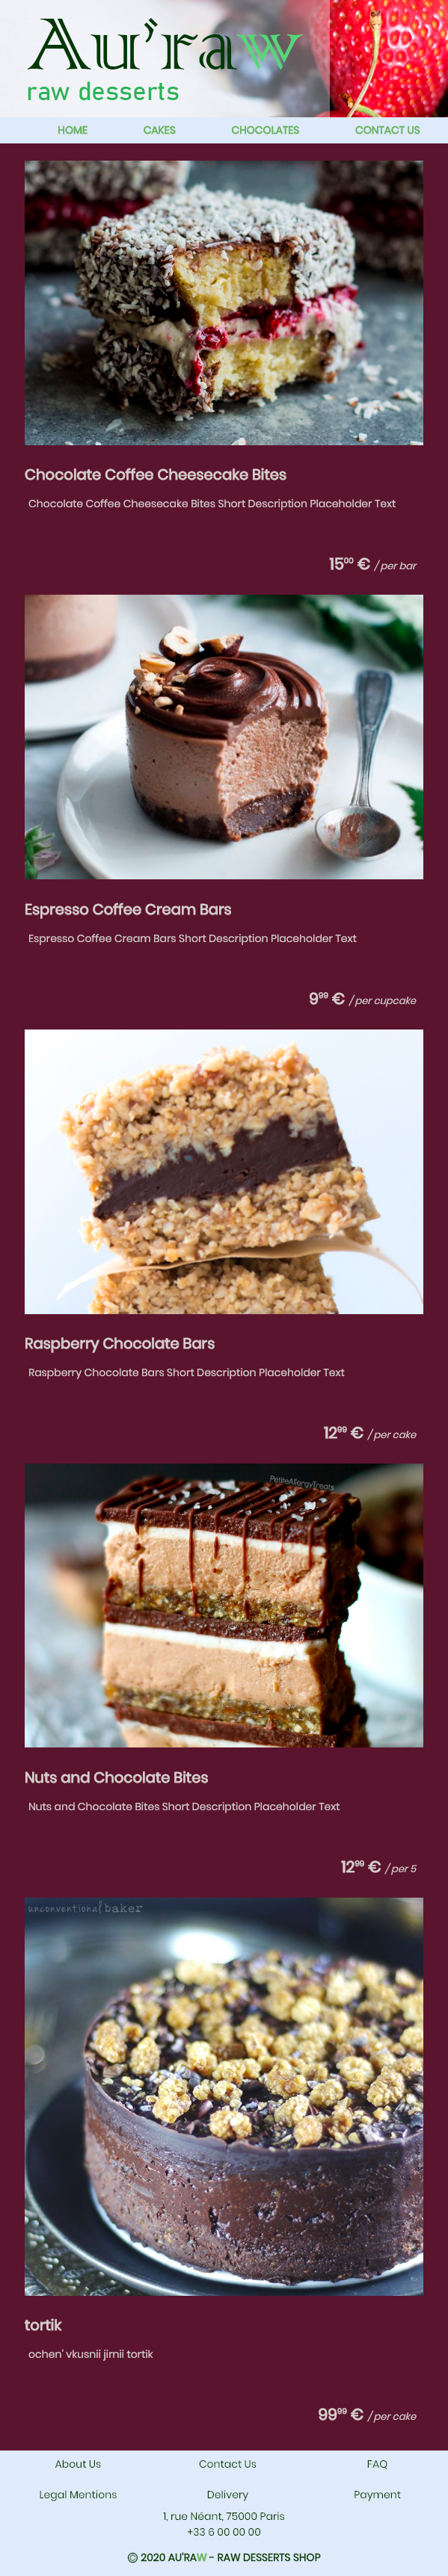 Au'raw
raw desserts
HOME CAKES CHOCOLATES CONTACT US
Chocolate Coffee Cheesecake Bites
Chocolate Coffee Cheesecake Bites Short Description Placeholder Text
15⁰⁰ € / per bar
Espresso Coffee Cream Bars
Espresso Coffee Cream Bars Short Description Placeholder Text
9⁹⁹ € / per cupcake
Raspberry Chocolate Bars
Raspberry Chocolate Bars Short Description Placeholder Text
12⁹⁹ € / per cake
PetiteAllergyTreats
Nuts and Chocolate Bites
Nuts and Chocolate Bites Short Description Placeholder Text
12⁹⁹ € / per 5
unconventional baker
tortik
ochen' vkusnii jirnii tortik
99⁹⁹ € / per cake
About Us Contact Us FAQ
Legal Mentions Delivery Payment
1, rue Néant, 75000 Paris
+33 6 00 00 00
© 2020 AU'RAW - RAW DESSERTS SHOP